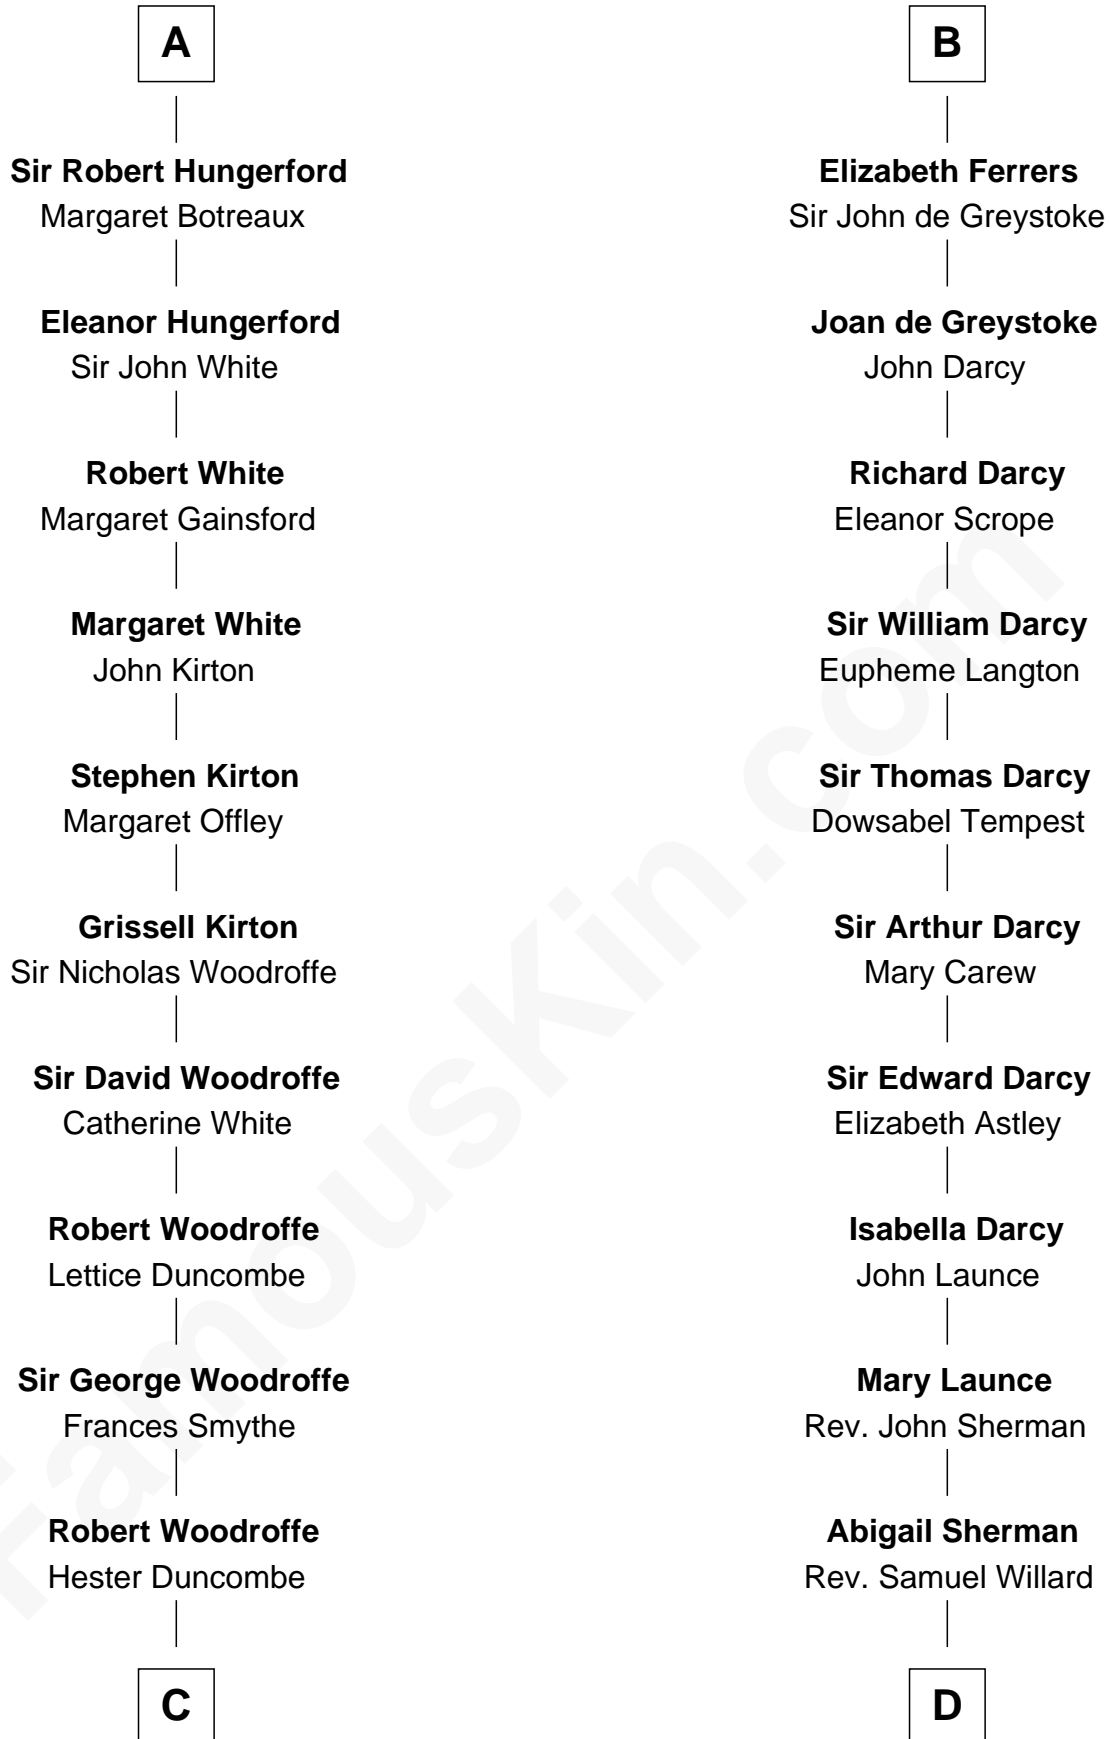 A
Sir Robert Hungerford
Margaret Botreaux
Eleanor Hungerford
Sir John White
Robert White
Margaret Gainsford
Margaret White
John Kirton
Stephen Kirton
Margaret Offley
Grissell Kirton
Sir Nicholas Woodroffe
Sir David Woodroffe
Catherine White
Robert Woodroffe
Lettice Duncombe
Sir George Woodroffe
Frances Smythe
Robert Woodroffe
Hester Duncombe
C
B
Elizabeth Ferrers
Sir John de Greystoke
Joan de Greystoke
John Darcy
Richard Darcy
Eleanor Scrope
Sir William Darcy
Eupheme Langton
Sir Thomas Darcy
Dowsabel Tempest
Sir Arthur Darcy
Mary Carew
Sir Edward Darcy
Elizabeth Astley
Isabella Darcy
John Launce
Mary Launce
Rev. John Sherman
Abigail Sherman
Rev. Samuel Willard
D
FamousKin.com